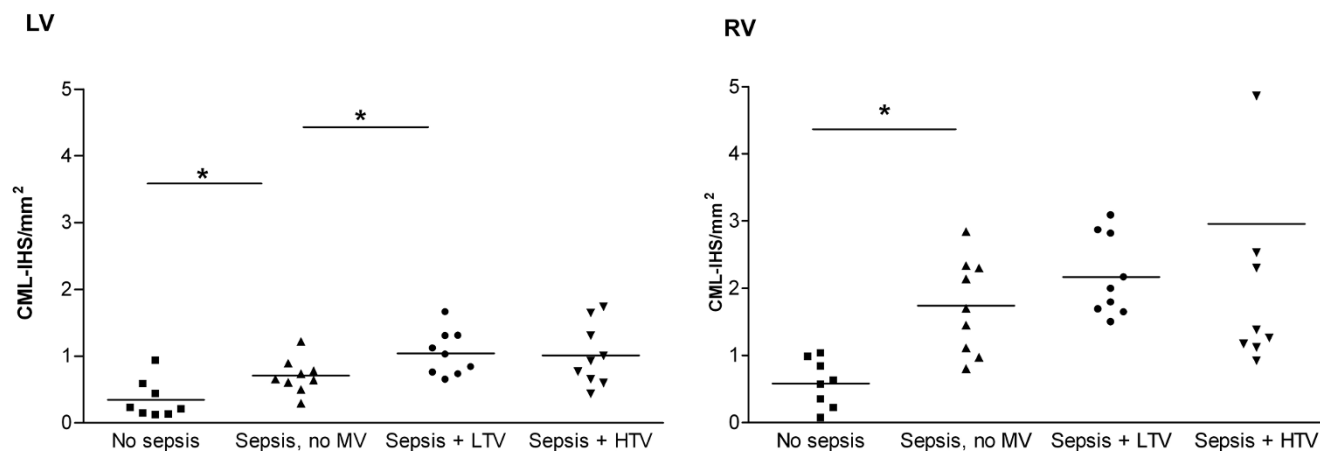 LV
*
*
5
4
3
2
1
0
CML-IHS/mm²
No sepsis
Sepsis, no MV
Sepsis + LTV
Sepsis + HTV
RV
*
5
4
3
2
1
0
CML-IHS/mm²
No sepsis
Sepsis, no MV
Sepsis + LTV
Sepsis + HTV